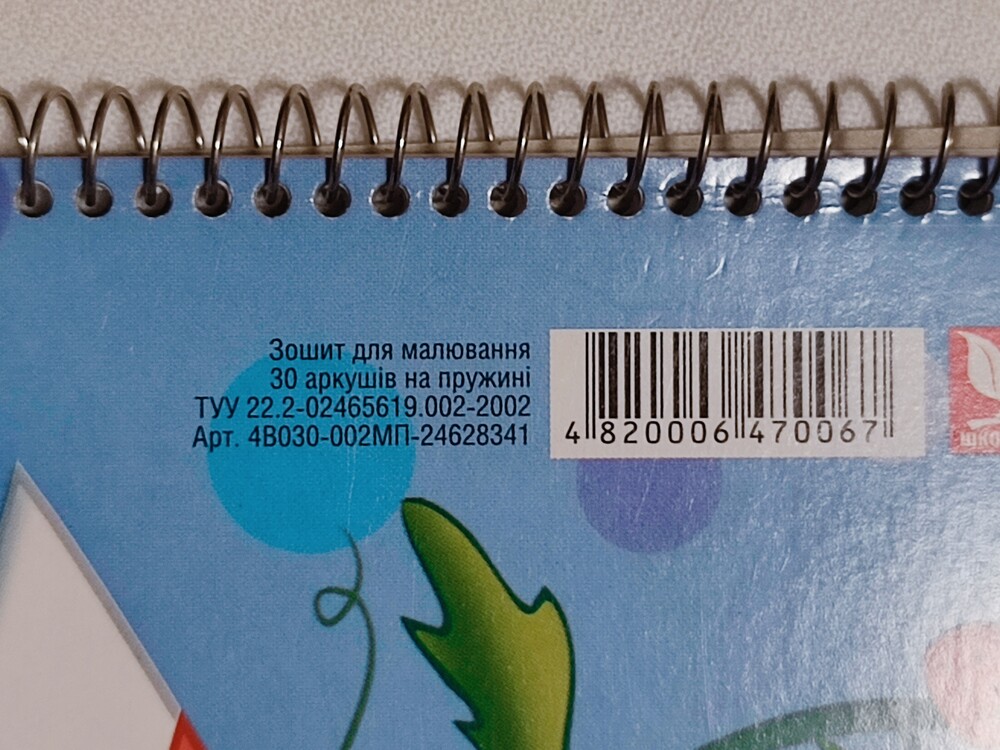 Зошит для малювання
30 аркушів на пружині
ТУУ 22.2-02465619.002-2002
Арт. 4В030-002МП-24628341
4 820006 470067